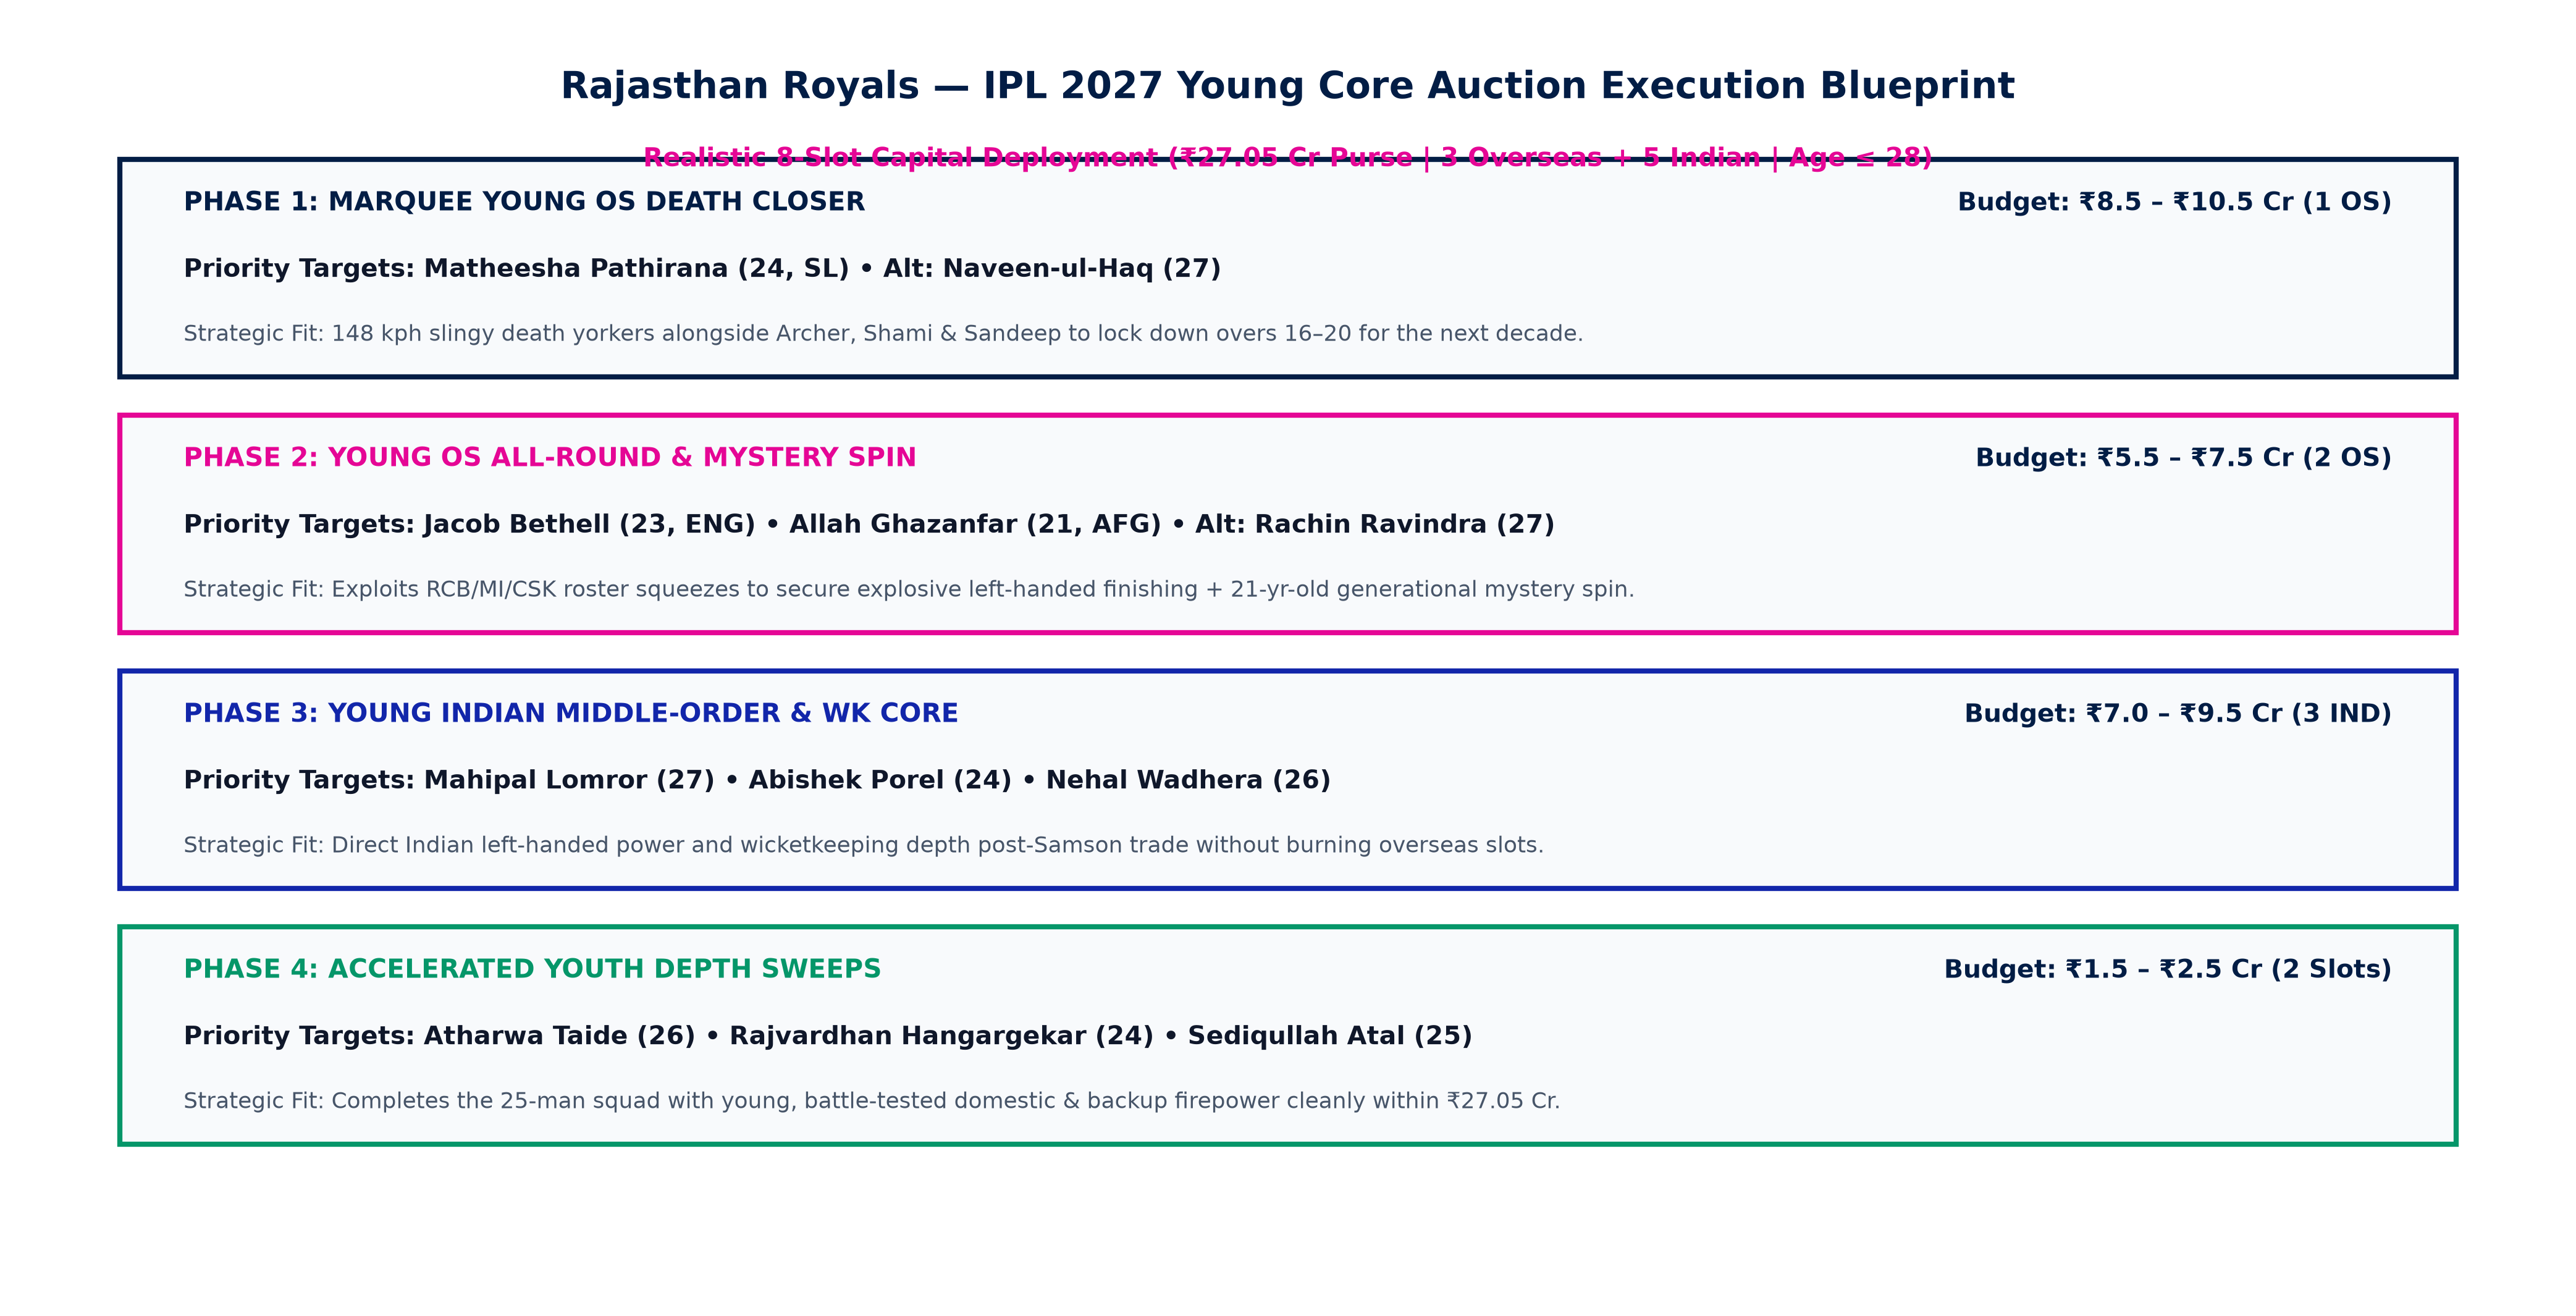 Rajasthan Royals — IPL 2027 Young Core Auction Execution Blueprint
Realistic 8-Slot Capital Deployment (₹27.05 Cr Purse | 3 Overseas + 5 Indian | Age ≤ 28)
PHASE 1: MARQUEE YOUNG OS DEATH CLOSER
Budget: ₹8.5 – ₹10.5 Cr (1 OS)
Priority Targets: Matheesha Pathirana (24, SL) • Alt: Naveen-ul-Haq (27)
Strategic Fit: 148 kph slingy death yorkers alongside Archer, Shami & Sandeep to lock down overs 16–20 for the next decade.
PHASE 2: YOUNG OS ALL-ROUND & MYSTERY SPIN
Budget: ₹5.5 – ₹7.5 Cr (2 OS)
Priority Targets: Jacob Bethell (23, ENG) • Allah Ghazanfar (21, AFG) • Alt: Rachin Ravindra (27)
Strategic Fit: Exploits RCB/MI/CSK roster squeezes to secure explosive left-handed finishing + 21-yr-old generational mystery spin.
PHASE 3: YOUNG INDIAN MIDDLE-ORDER & WK CORE
Budget: ₹7.0 – ₹9.5 Cr (3 IND)
Priority Targets: Mahipal Lomror (27) • Abishek Porel (24) • Nehal Wadhera (26)
Strategic Fit: Direct Indian left-handed power and wicketkeeping depth post-Samson trade without burning overseas slots.
PHASE 4: ACCELERATED YOUTH DEPTH SWEEPS
Budget: ₹1.5 – ₹2.5 Cr (2 Slots)
Priority Targets: Atharwa Taide (26) • Rajvardhan Hangargekar (24) • Sediqullah Atal (25)
Strategic Fit: Completes the 25-man squad with young, battle-tested domestic & backup firepower cleanly within ₹27.05 Cr.